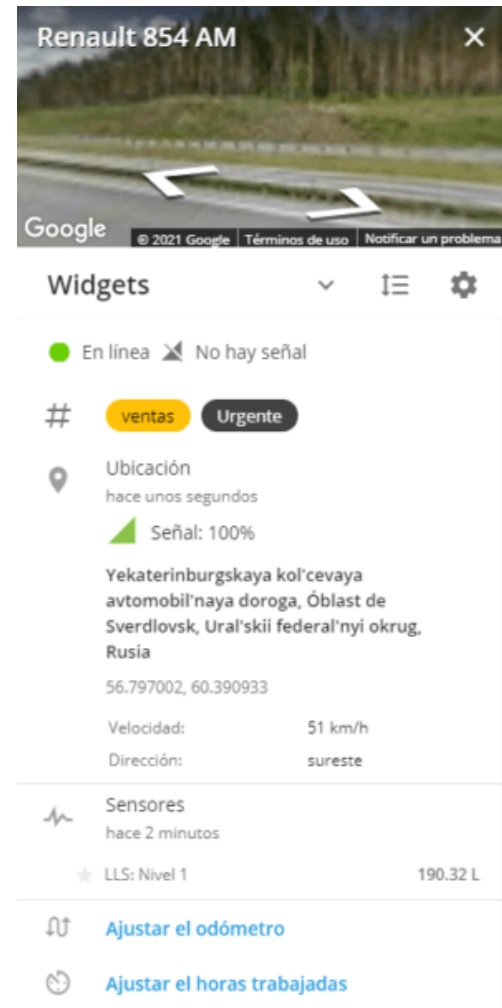 Renault 854 AM
Google
© 2021 Google
Términos de uso
Notificar un problema
Widgets
En línea
No hay señal
ventas
Urgente
Ubicación
hace unos segundos
Señal: 100%
Yekaterinburgskaya kol'cevaya
avtomobil'naya doroga, Óblast de
Sverdlovsk, Ural'skii federal'nyi okrug,
Rusia
56.797002, 60.390933
Velocidad: 51 km/h
Dirección: sureste
Sensores
hace 2 minutos
LLS: Nivel 1 190.32 L
Ajustar el odómetro
Ajustar el horas trabajadas